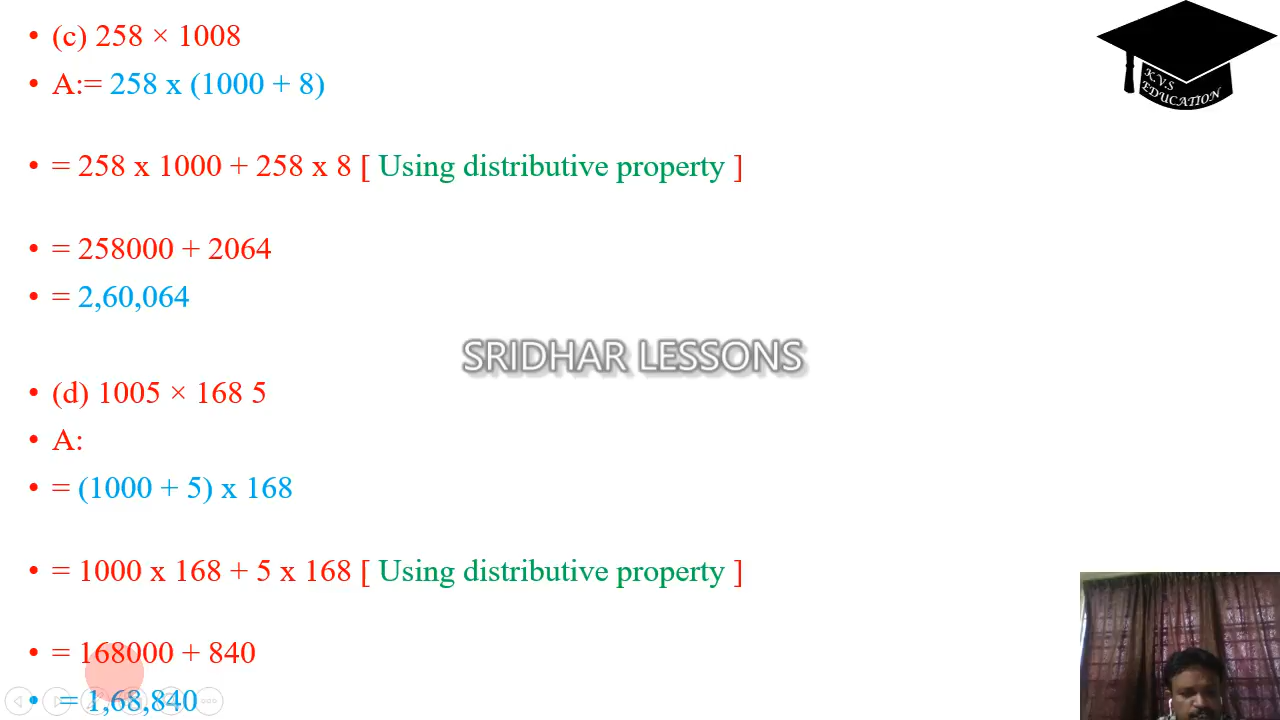 • (c) 258 × 1008
• A:= 258 x (1000 + 8)
• = 258 x 1000 + 258 x 8 [ Using distributive property ]
• = 258000 + 2064
• = 2,60,064
• (d) 1005 × 168 5
• A:
• = (1000 + 5) x 168
• = 1000 x 168 + 5 x 168 [ Using distributive property ]
• = 168000 + 840
• = 1,68,840
K.V.S
EDUCATION
SRIDHAR LESSONS